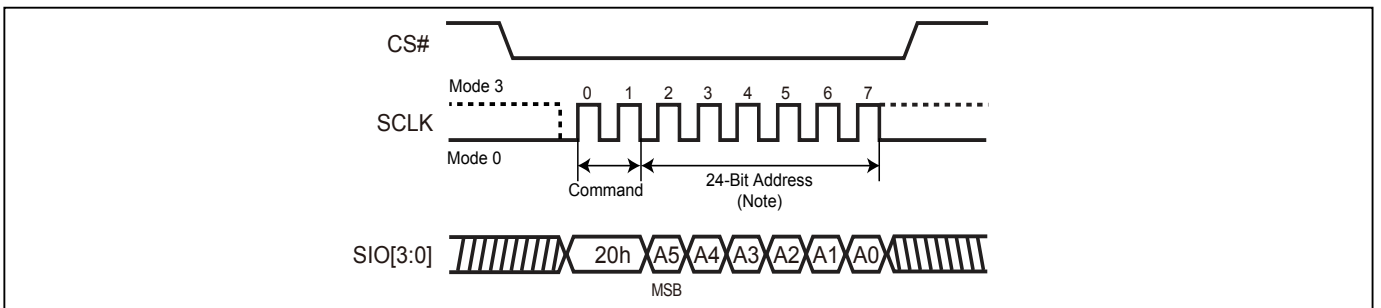 CS#
Mode 3
0 1 2 3 4 5 6 7
SCLK
Mode 0
Command
24-Bit Address
(Note)
SIO[3:0]
20h A5 A4 A3 A2 A1 A0
MSB